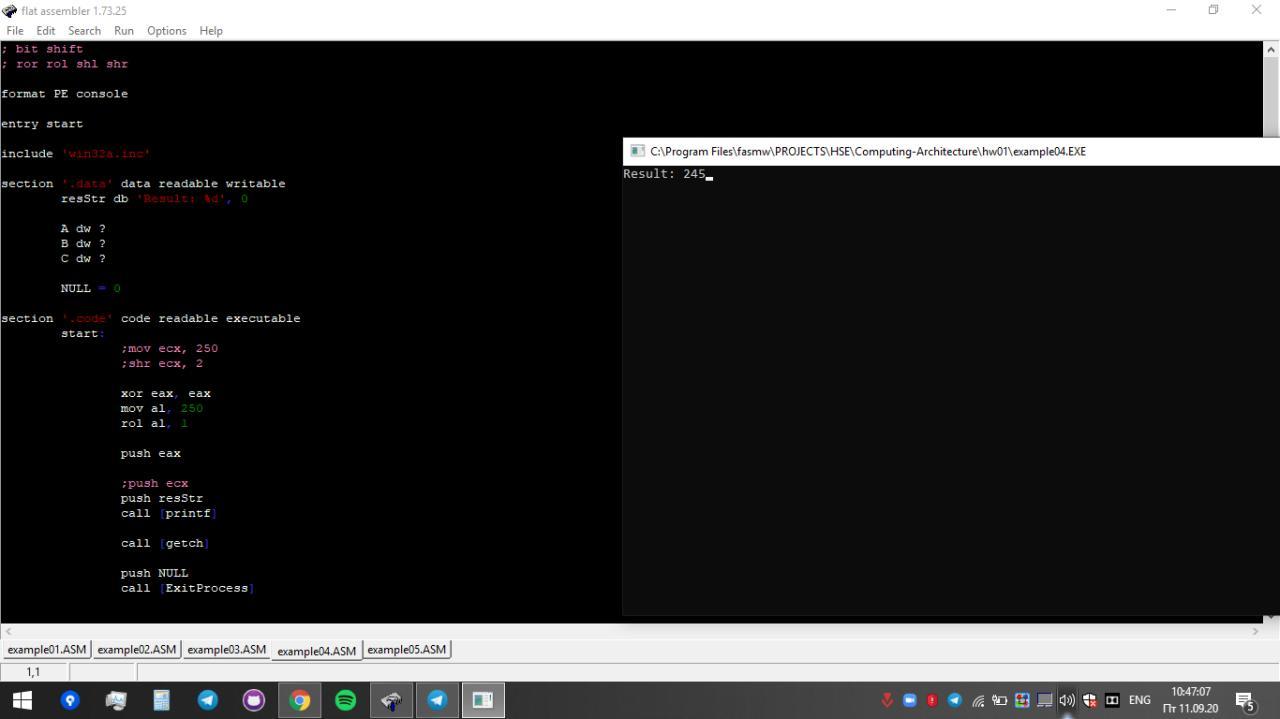 flat assembler 1.73.25
File Edit Search Run Options Help
; bit shift
; ror rol shl shr
format PE console
entry start
include 'win32a.inc'
section '.data' data readable writable
resStr db 'Result: %d', 0
A dw ?
B dw ?
C dw ?
NULL = 0
section '.code' code readable executable
start:
;mov ecx, 250
;shr ecx, 2
xor eax, eax
mov al, 250
rol al, 1
push eax
;push ecx
push resStr
call [printf]
call [getch]
push NULL
call [ExitProcess]
C:\Program Files\fasmw\PROJECTS\HSE\Computing-Architecture\hw01\example04.EXE
Result: 245
example01.ASM example02.ASM example03.ASM example04.ASM example05.ASM
1,1
ENG
10:47:07
Пт 11.09.20
5